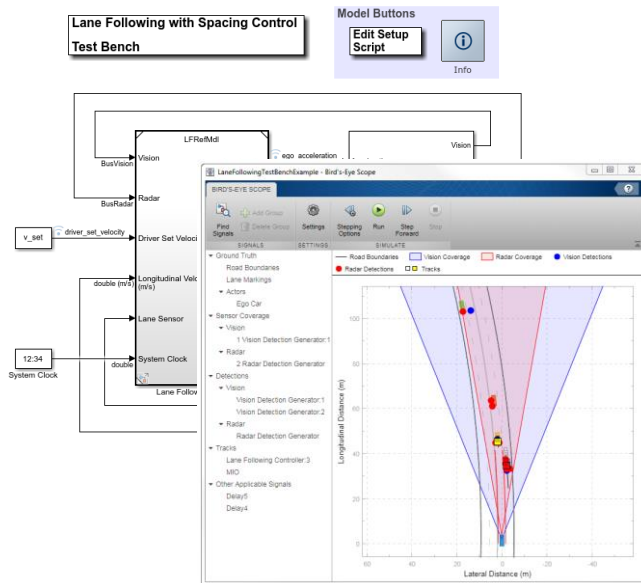 Lane Following with Spacing Control
Test Bench
Model Buttons
Edit Setup
Script
Info
LFRefMdl
Vision
BusVision
Radar
BusRadar
v_set
driver_set_velocity
Driver Set Veloci
Longitudinal Veloci
(m/s)
double (m/s)
Lane Sensor
12:34
System Clock
double
System Clock
Lane Follow
ego_acceleration
Vision
LaneFollowingTestBenchExample - Bird's-Eye Scope
BIRD'S-EYE SCOPE
Find
Signals
Add Group
Delete Group
Settings
Stepping
Options
Run
Step
Forward
Stop
SIGNALS
SETTINGS
SIMULATE
Ground Truth
Road Boundaries
Lane Markings
Actors
Ego Car
Sensor Coverage
Vision
1 Vision Detection Generator:1
Radar
2 Radar Detection Generator
Detections
Vision
Vision Detection Generator:1
Vision Detection Generator:2
Radar
Radar Detection Generator
Tracks
Lane Following Controller:3
MIO
Other Applicable Signals
Delay5
Delay4
Road Boundaries
Vision Coverage
Radar Coverage
Vision Detections
Radar Detections
Tracks
100
80
60
40
20
0
Longitudinal Distance (m)
60 40 20 0 -20 -40
Lateral Distance (m)